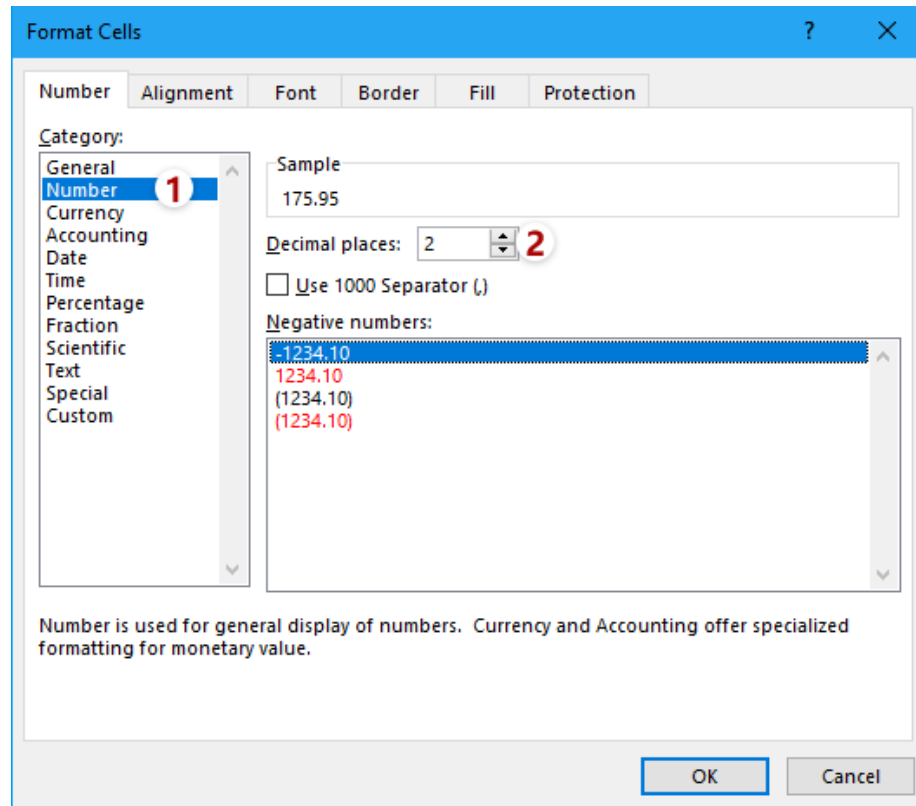 Format Cells ?
Number Alignment Font Border Fill Protection
Category:
General
Number 1
Currency
Accounting
Date
Time
Percentage
Fraction
Scientific
Text
Special
Custom
Sample
175.95
Decimal places: 2 2
Use 1000 Separator (,)
Negative numbers:
-1234.10
1234.10
(1234.10)
(1234.10)
Number is used for general display of numbers. Currency and Accounting offer specialized
formatting for monetary value.
OK Cancel